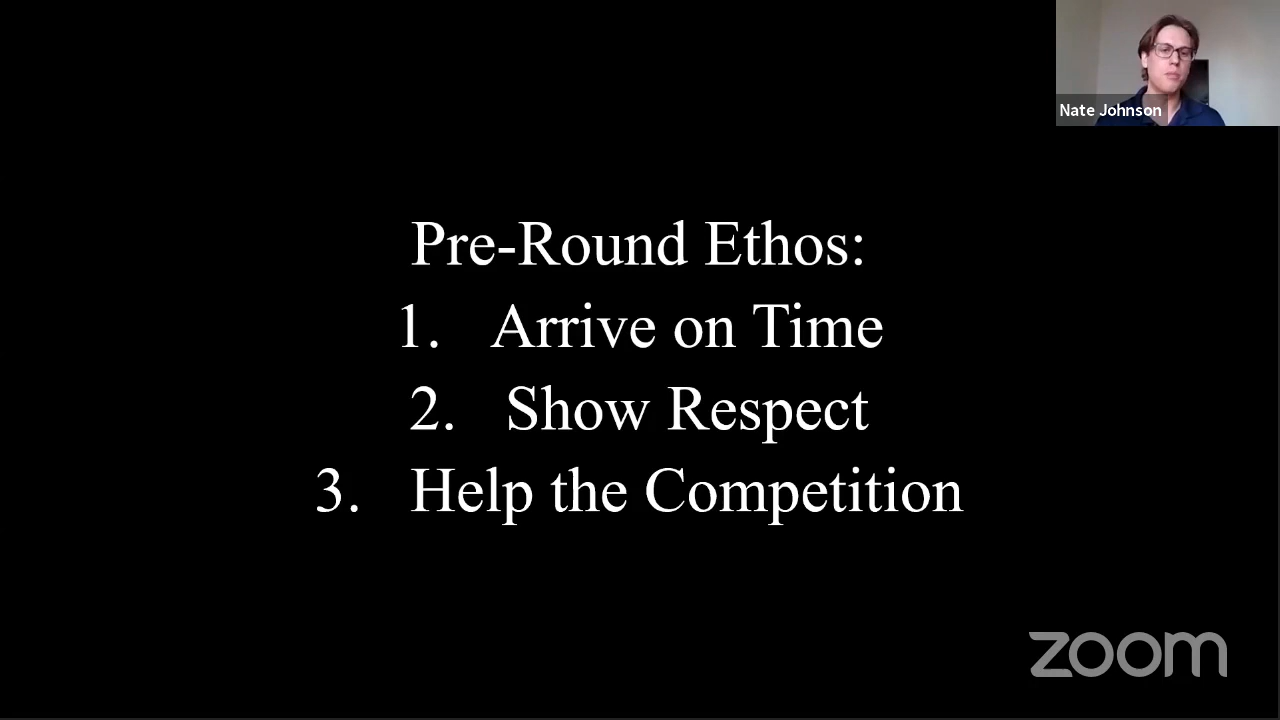 Nate Johnson
Pre-Round Ethos:
1. Arrive on Time
2. Show Respect
3. Help the Competition
zoom